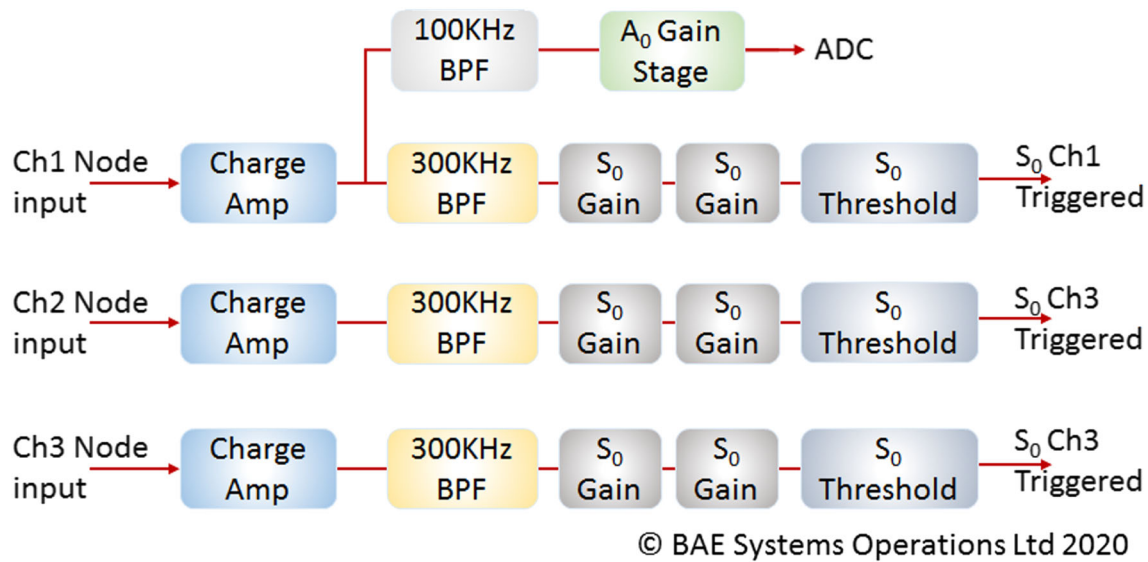 100KHz
BPF
A₀ Gain
Stage
ADC
Ch1 Node
input
Charge
Amp
300KHz
BPF
S₀
Gain
S₀
Gain
S₀
Threshold
S₀ Ch1
Triggered
Ch2 Node
input
Charge
Amp
300KHz
BPF
S₀
Gain
S₀
Gain
S₀
Threshold
S₀ Ch3
Triggered
Ch3 Node
input
Charge
Amp
300KHz
BPF
S₀
Gain
S₀
Gain
S₀
Threshold
S₀ Ch3
Triggered
© BAE Systems Operations Ltd 2020